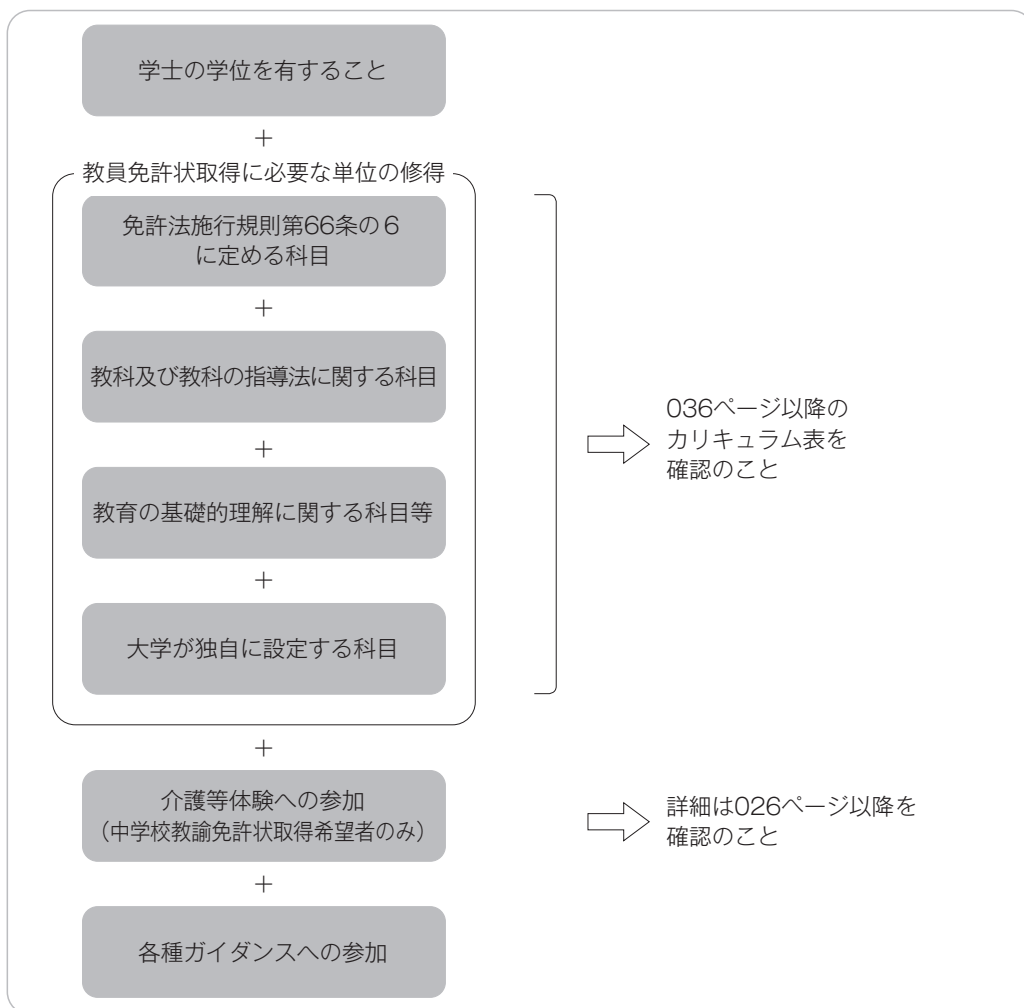 学士の学位を有すること
＋
教員免許状取得に必要な単位の修得
免許法施行規則第66条の６
に定める科目
＋
教科及び教科の指導法に関する科目
＋
教育の基礎的理解に関する科目等
＋
大学が独自に設定する科目
036ページ以降の
カリキュラム表を
確認のこと
＋
介護等体験への参加
（中学校教諭免許状取得希望者のみ）
詳細は026ページ以降を
確認のこと
＋
各種ガイダンスへの参加